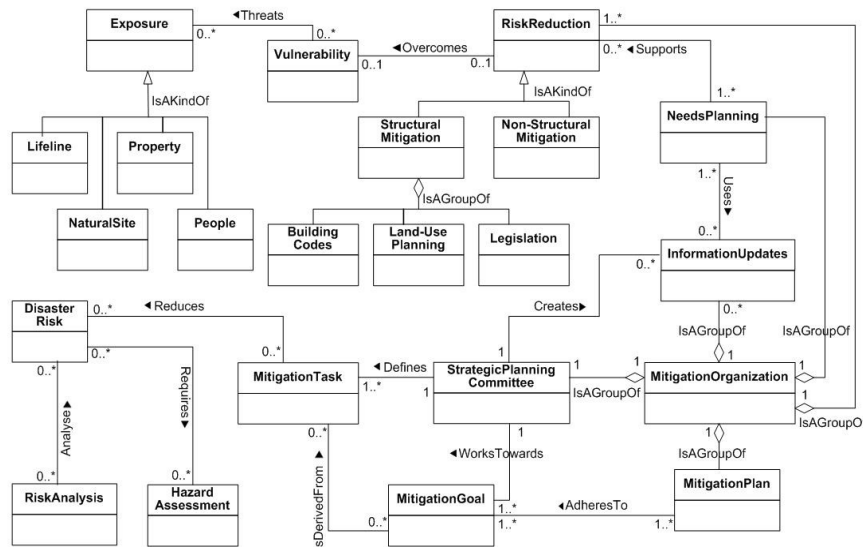 Exposure
◄Threats
RiskReduction
1..*
0..*
0..*
Vulnerability
◄Overcomes
0..1
0..1
0..*
◄Supports
IsAKindOf
IsAKindOf
1..*
Structural
Mitigation
Non-Structural
Mitigation
NeedsPlanning
Lifeline
Property
IsAGroupOf
1..*
Uses►
NaturalSite
People
Building
Codes
Land-Use
Planning
Legislation
0..*
InformationUpdates
0..*
Disaster
Risk
0..*
◄Reduces
Creates►
0..*
IsAGroupOf
IsAGroupOf
0..*
0..*
0..*
MitigationTask
◄Defines
1..*
1
1
StrategicPlanning
Committee
1
IsAGroupOf
1
1
MitigationOrganization
1
1
IsAGroupO
Analyse►
Requires►
0..*
1
1
IsAGroupOf
sDerivedFrom►
◄WorksTowards
0..*
0..*
RiskAnalysis
Hazard
Assessment
0..*
MitigationGoal
1..*
1..*
◄AdheresTo
1..*
MitigationPlan